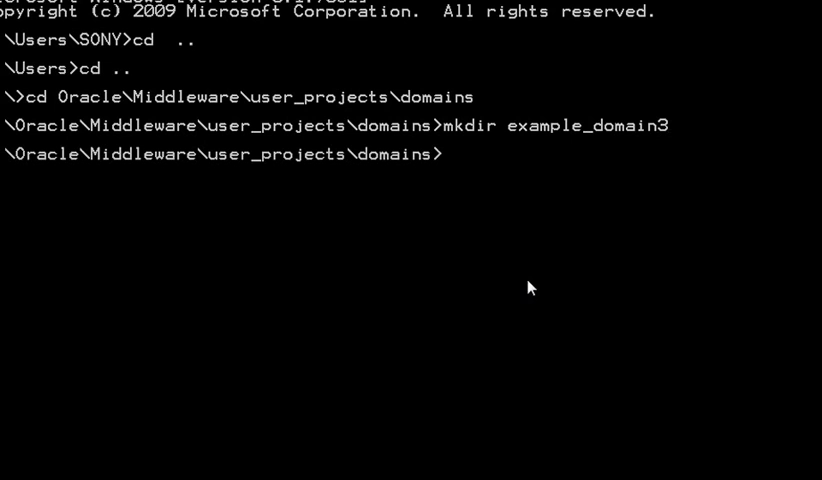 opyright (c) 2009 Microsoft Corporation.  All rights reserved.
\Users\SONY>cd  ..
\Users>cd ..
\>cd Oracle\Middleware\user_projects\domains
\Oracle\Middleware\user_projects\domains>mkdir example_domain3
\Oracle\Middleware\user_projects\domains>